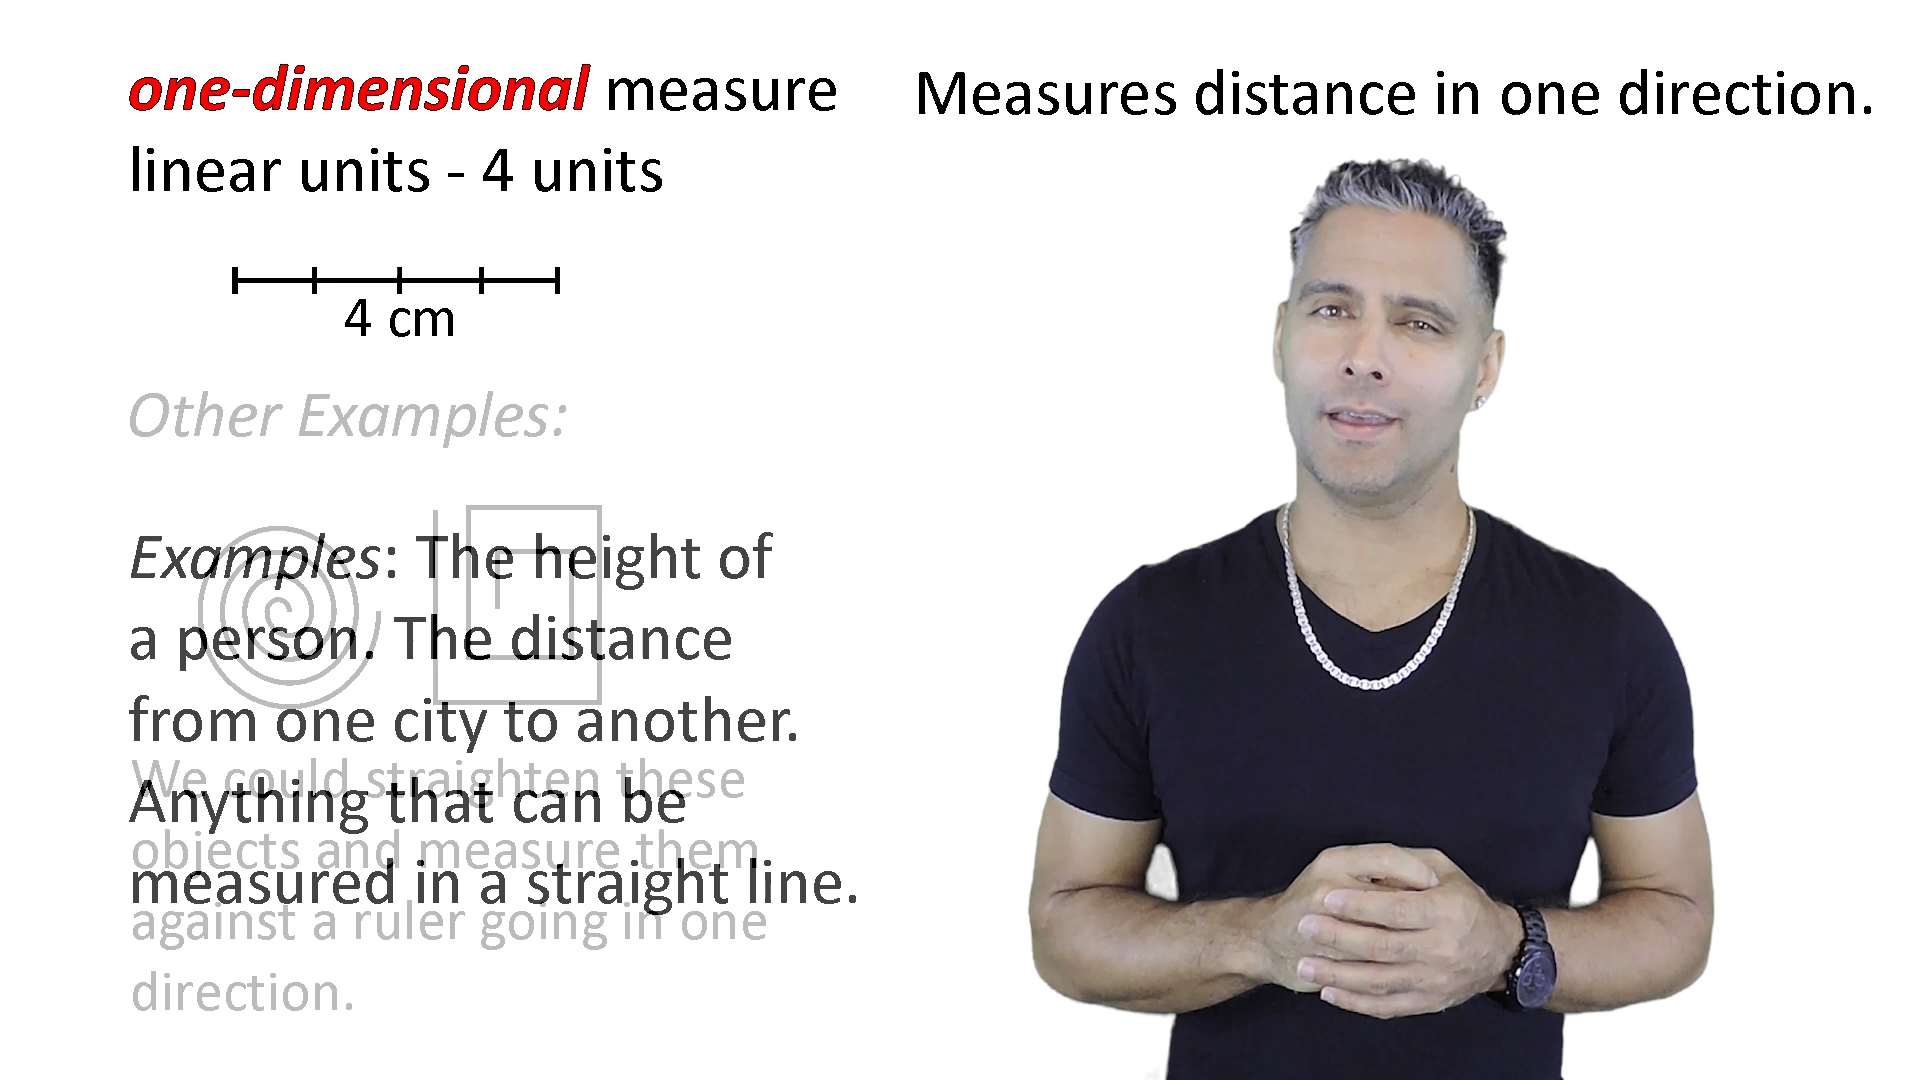 one-dimensional measure
Measures distance in one direction.
linear units - 4 units
4 cm
Other Examples:
Examples: The height of
a person. The distance
from one city to another.
Anything that can be
measured in a straight line.
We could straighten these
objects and measure them
against a ruler going in one
direction.